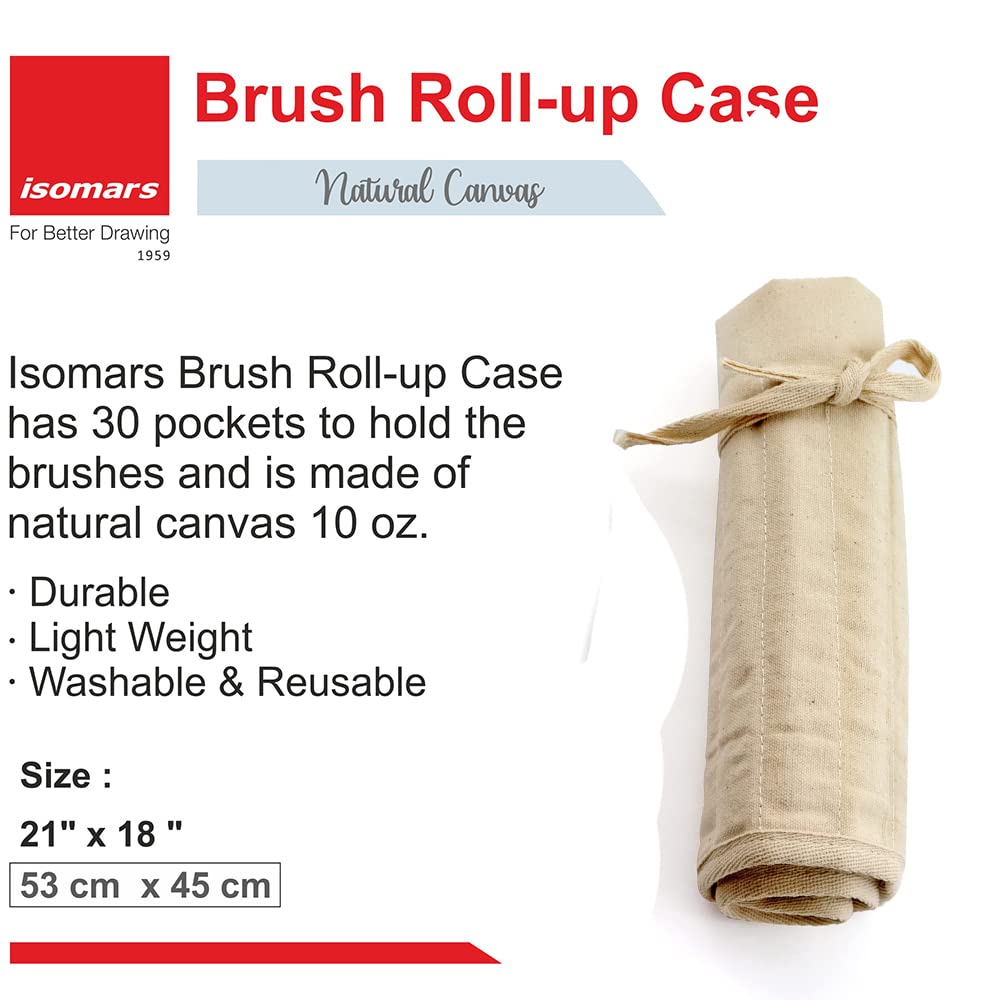 Brush Roll-up Case
Natural Canvas
isomars
For Better Drawing
1959
Isomars Brush Roll-up Case
has 30 pockets to hold the
brushes and is made of
natural canvas 10 oz.
· Durable
· Light Weight
· Washable & Reusable
Size :
21" x 18 "
53 cm x 45 cm